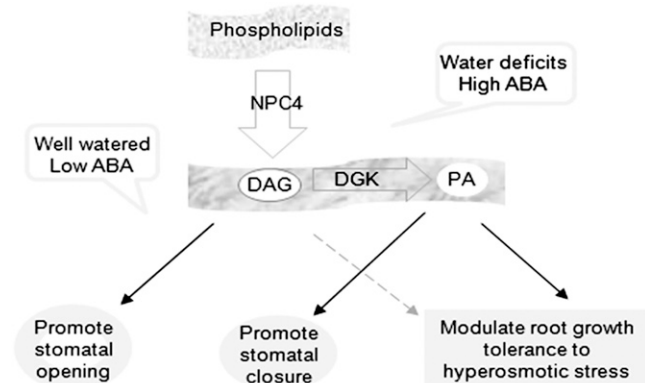 Phospholipids
Water deficits
High ABA
NPC4
Well watered
Low ABA
DAG
DGK
PA
Promote
stomatal
opening
Promote
stomatal
closure
Modulate root growth
tolerance to
hyperosmotic stress